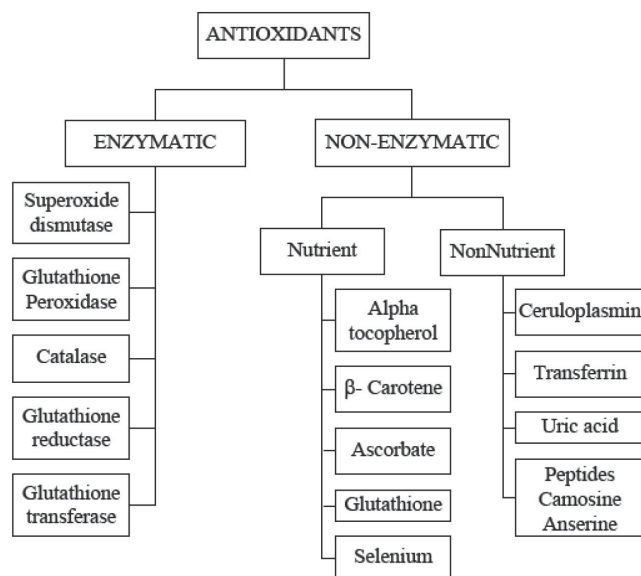 ANTIOXIDANTS
ENZYMATIC
NON-ENZYMATIC
Superoxide
dismutase
Glutathione
Peroxidase
Catalase
Glutathione
reductase
Glutathione
transferase
Nutrient
Alpha
tocopherol
β- Carotene
Ascorbate
Glutathione
Selenium
NonNutrient
Ceruloplasmin
Transferrin
Uric acid
Peptides
Camosine
Anserine